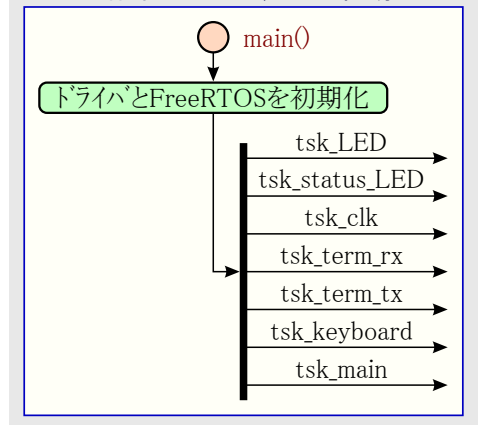 main()
ﾄﾞﾗｲﾊﾞとFreeRTOSを初期化
tsk_LED
tsk_status_LED
tsk_clk
tsk_term_rx
tsk_term_tx
tsk_keyboard
tsk_main